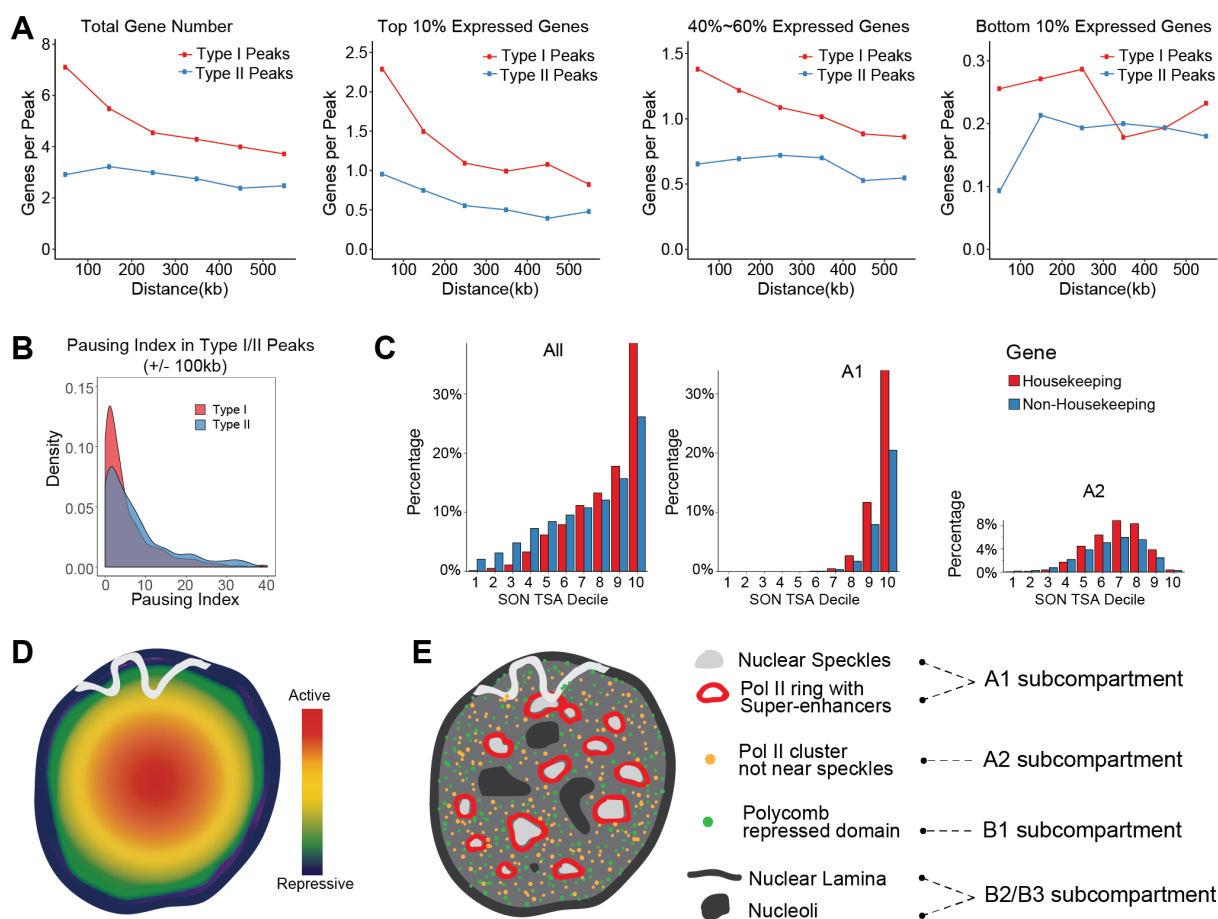 A
Total Gene Number
Type I Peaks
Type II Peaks
Genes per Peak
8
6
4
2
0
100 200 300 400 500
Distance(kb)
Top 10% Expressed Genes
Type I Peaks
Type II Peaks
Genes per Peak
2.5
2.0
1.5
1.0
0.5
0
100 200 300 400 500
Distance(kb)
40%~60% Expressed Genes
Type I Peaks
Type II Peaks
Genes per Peak
1.5
1.0
0.5
0.0
100 200 300 400 500
Distance(kb)
Bottom 10% Expressed Genes
Type I Peaks
Type II Peaks
Genes per Peak
0.3
0.2
0.1
0.0
100 200 300 400 500
Distance(kb)
B
Pausing Index in Type I/II Peaks
(+/- 100kb)
Type I
Type II
Density
0.15
0.10
0.05
0.00
0 10 20 30 40
Pausing Index
C
All
Percentage
30%
20%
10%
0%
1 2 3 4 5 6 7 8 9 10
SON TSA Decile
A1
Percentage
30%
20%
10%
0%
1 2 3 4 5 6 7 8 9 10
SON TSA Decile
Gene
Housekeeping
Non-Housekeeping
A2
Percentage
8%
4%
0%
1 2 3 4 5 6 7 8 9 10
SON TSA Decile
D
Active
Repressive
E
Nuclear Speckles
Pol II ring with
Super-enhancers
A1 subcompartment
Pol II cluster
not near speckles
A2 subcompartment
Polycomb
repressed domain
B1 subcompartment
Nuclear Lamina
Nucleoli
B2/B3 subcompartment